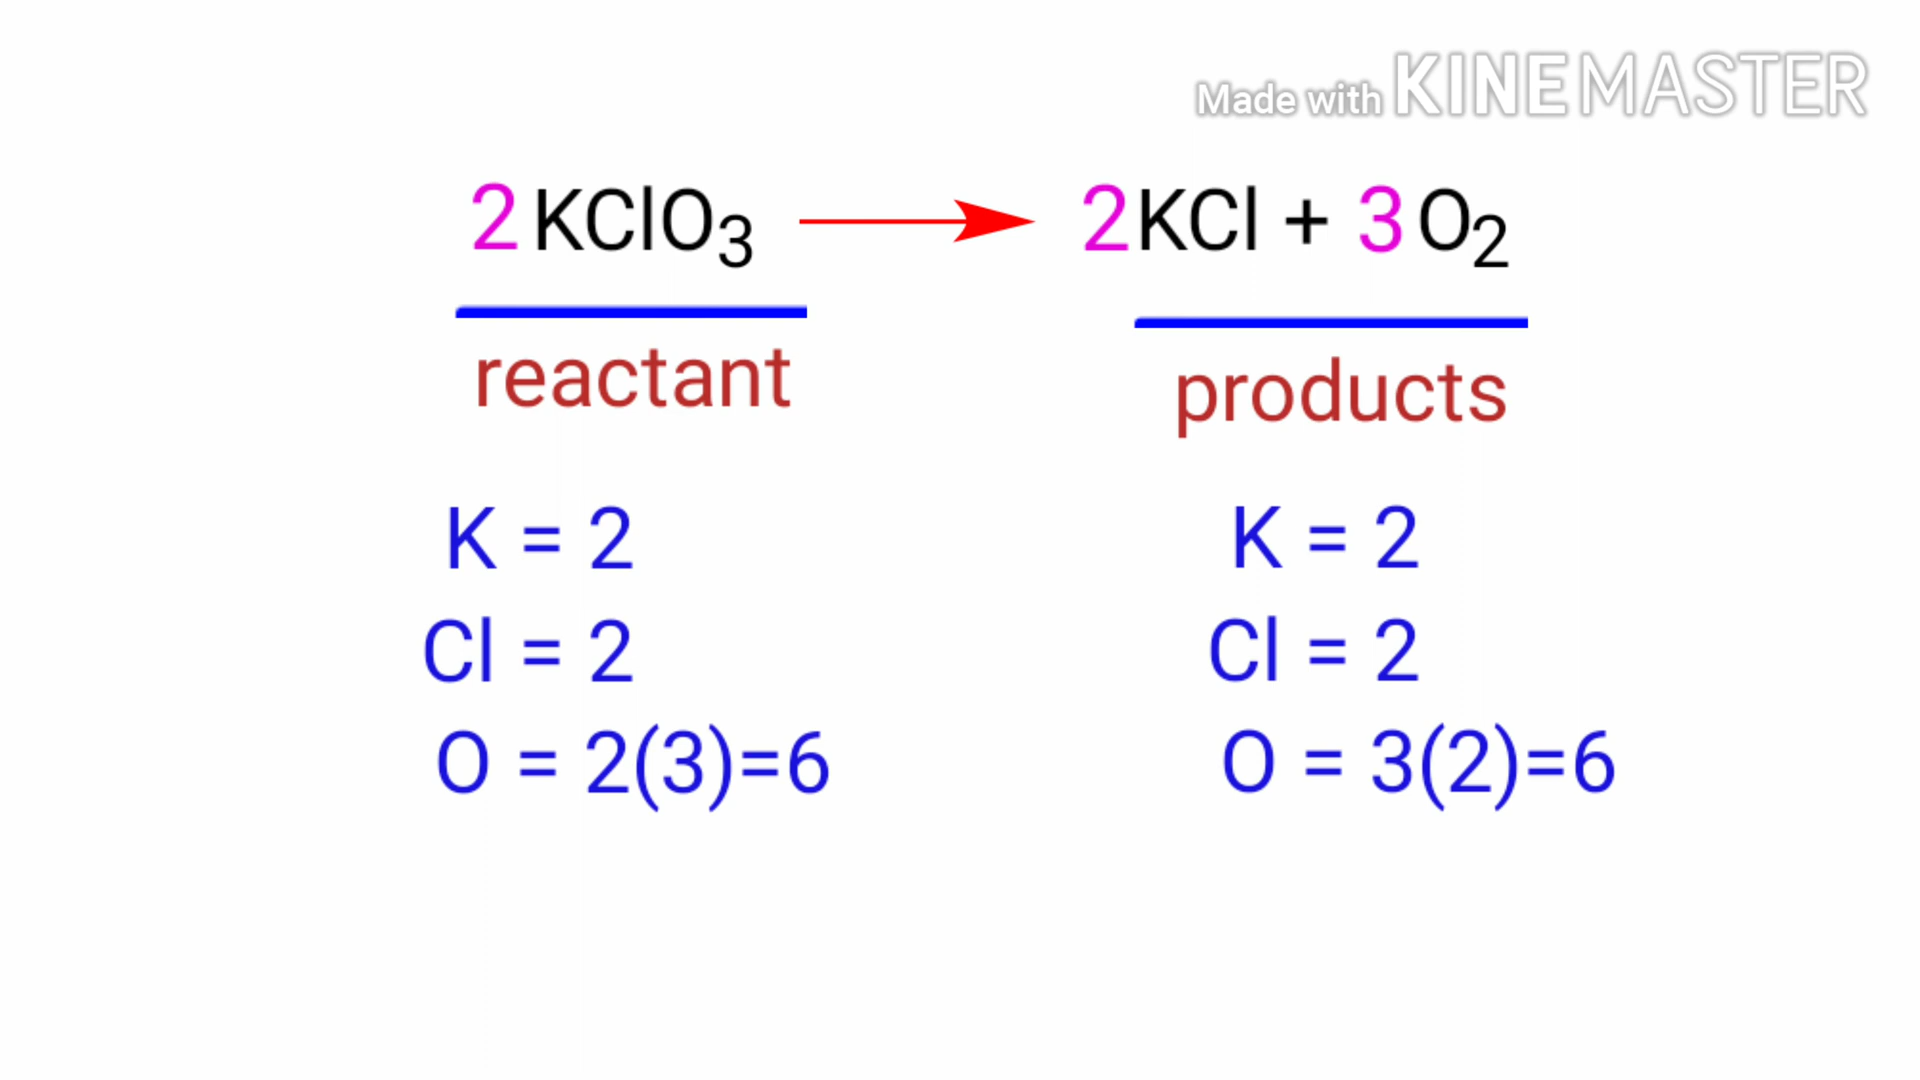 Made with KINEMASTER
2KClO₃ → 2KCl + 3O₂
reactant products
K = 2 K = 2
Cl = 2 Cl = 2
O = 2(3)=6 O = 3(2)=6